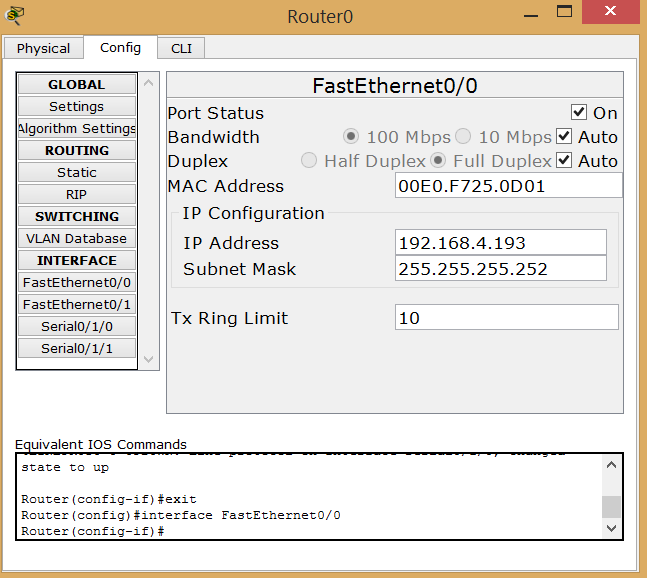 Router0
Physical Config CLI
GLOBAL
Settings
Algorithm Settings
ROUTING
Static
RIP
SWITCHING
VLAN Database
INTERFACE
FastEthernet0/0
FastEthernet0/1
Serial0/1/0
Serial0/1/1
FastEthernet0/0
Port Status On
Bandwidth 100 Mbps 10 Mbps Auto
Duplex Half Duplex Full Duplex Auto
MAC Address 00E0.F725.0D01
IP Configuration
IP Address 192.168.4.193
Subnet Mask 255.255.255.252
Tx Ring Limit 10
Equivalent IOS Commands
state to up
Router(config-if)#exit
Router(config)#interface FastEthernet0/0
Router(config-if)#